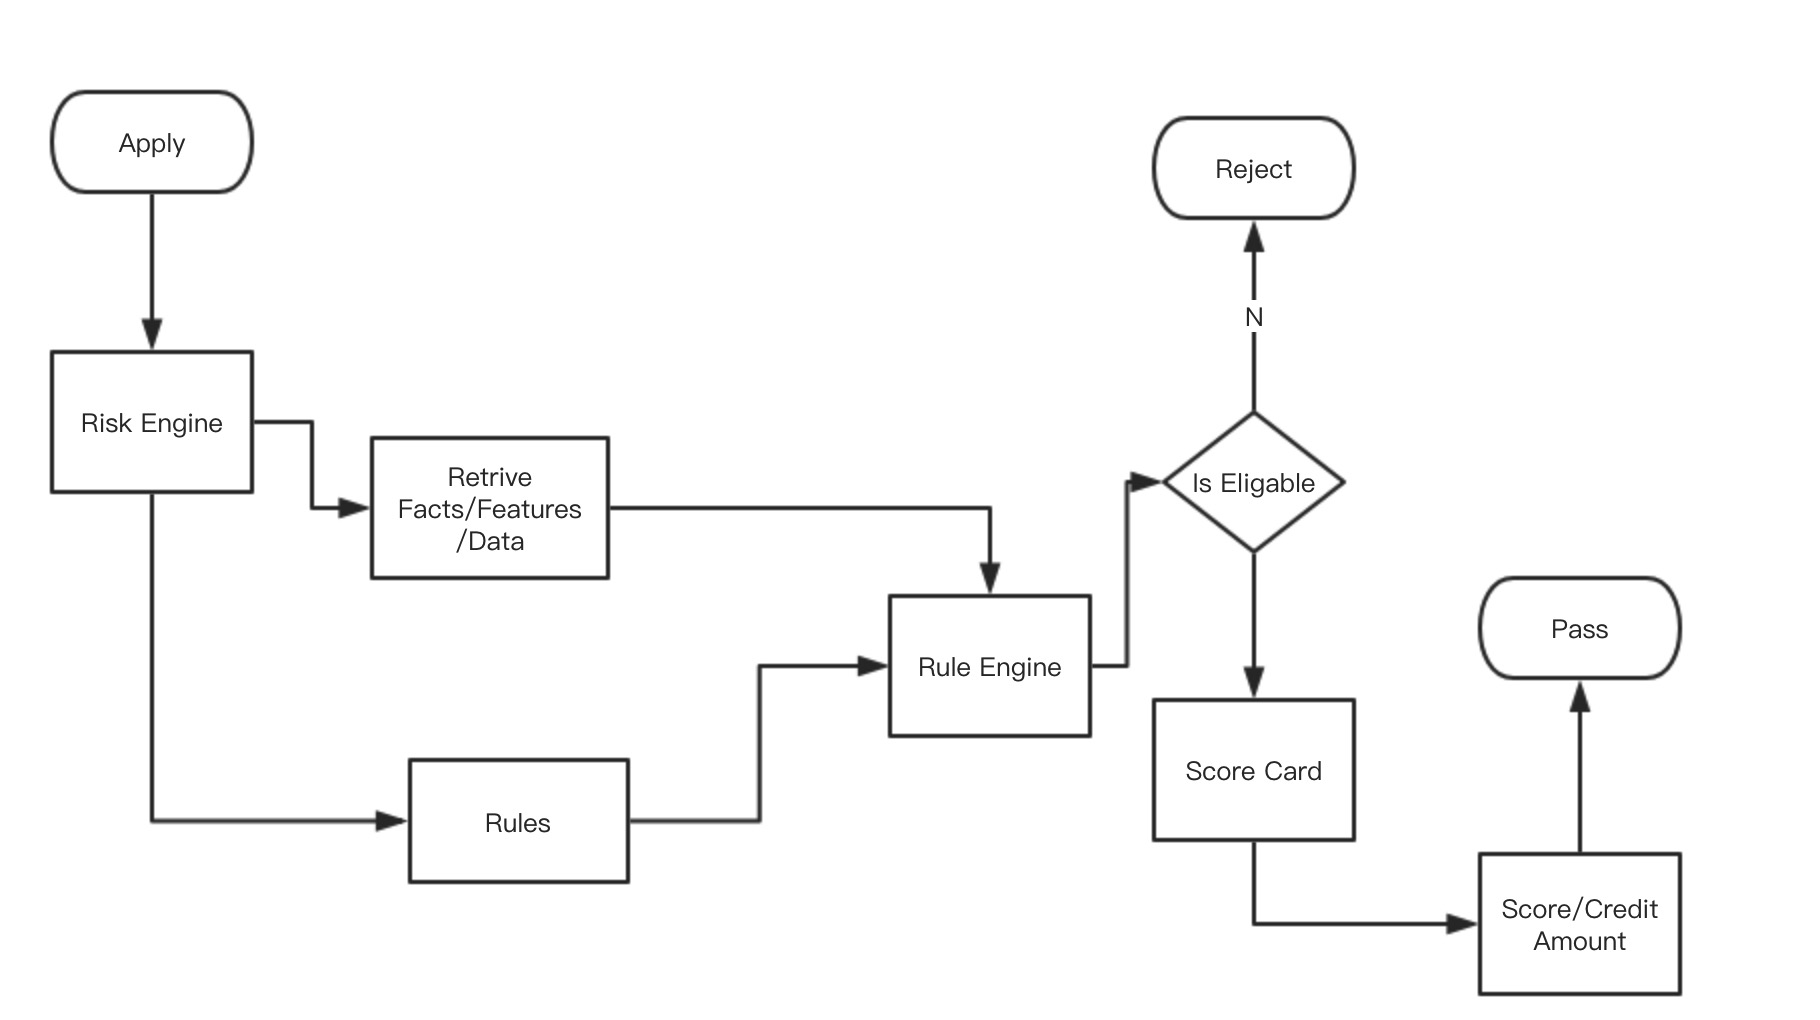 Apply
Reject
N
Risk Engine
Retrive
Facts/Features
/Data
Is Eligable
Pass
Rule Engine
Score Card
Rules
Score/Credit
Amount